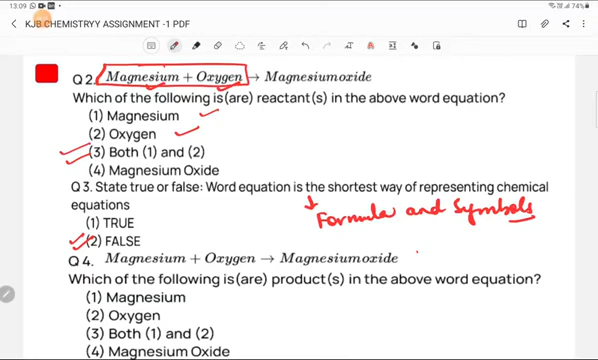 13.09
74%
KJB CHEMISTRYY ASSIGNMENT -1 PDF
Q 2. Magnesium + Oxygen → Magnesiumoxide
Which of the following is(are) reactant(s) in the above word equation?
(1) Magnesium
(2) Oxygen
(3) Both (1) and (2)
(4) Magnesium Oxide
Q 3. State true or false: Word equation is the shortest way of representing chemical
equations
Formula and Symbols
(1) TRUE
(2) FALSE
Q 4. Magnesium + Oxygen → Magnesiumoxide
Which of the following is(are) product(s) in the above word equation?
(1) Magnesium
(2) Oxygen
(3) Both (1) and (2)
(4) Magnesium Oxide